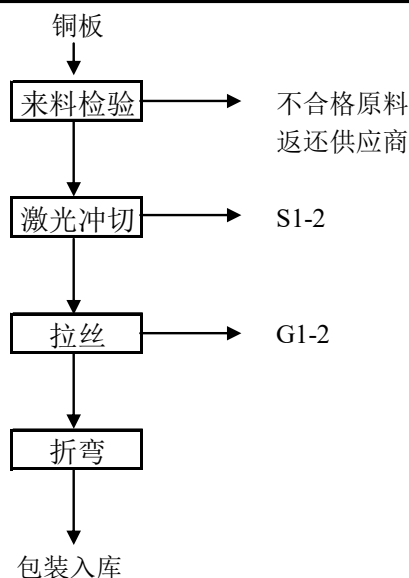 铜板
来料检验
不合格原料
返还供应商
激光冲切
S1-2
拉丝
G1-2
折弯
包装入库